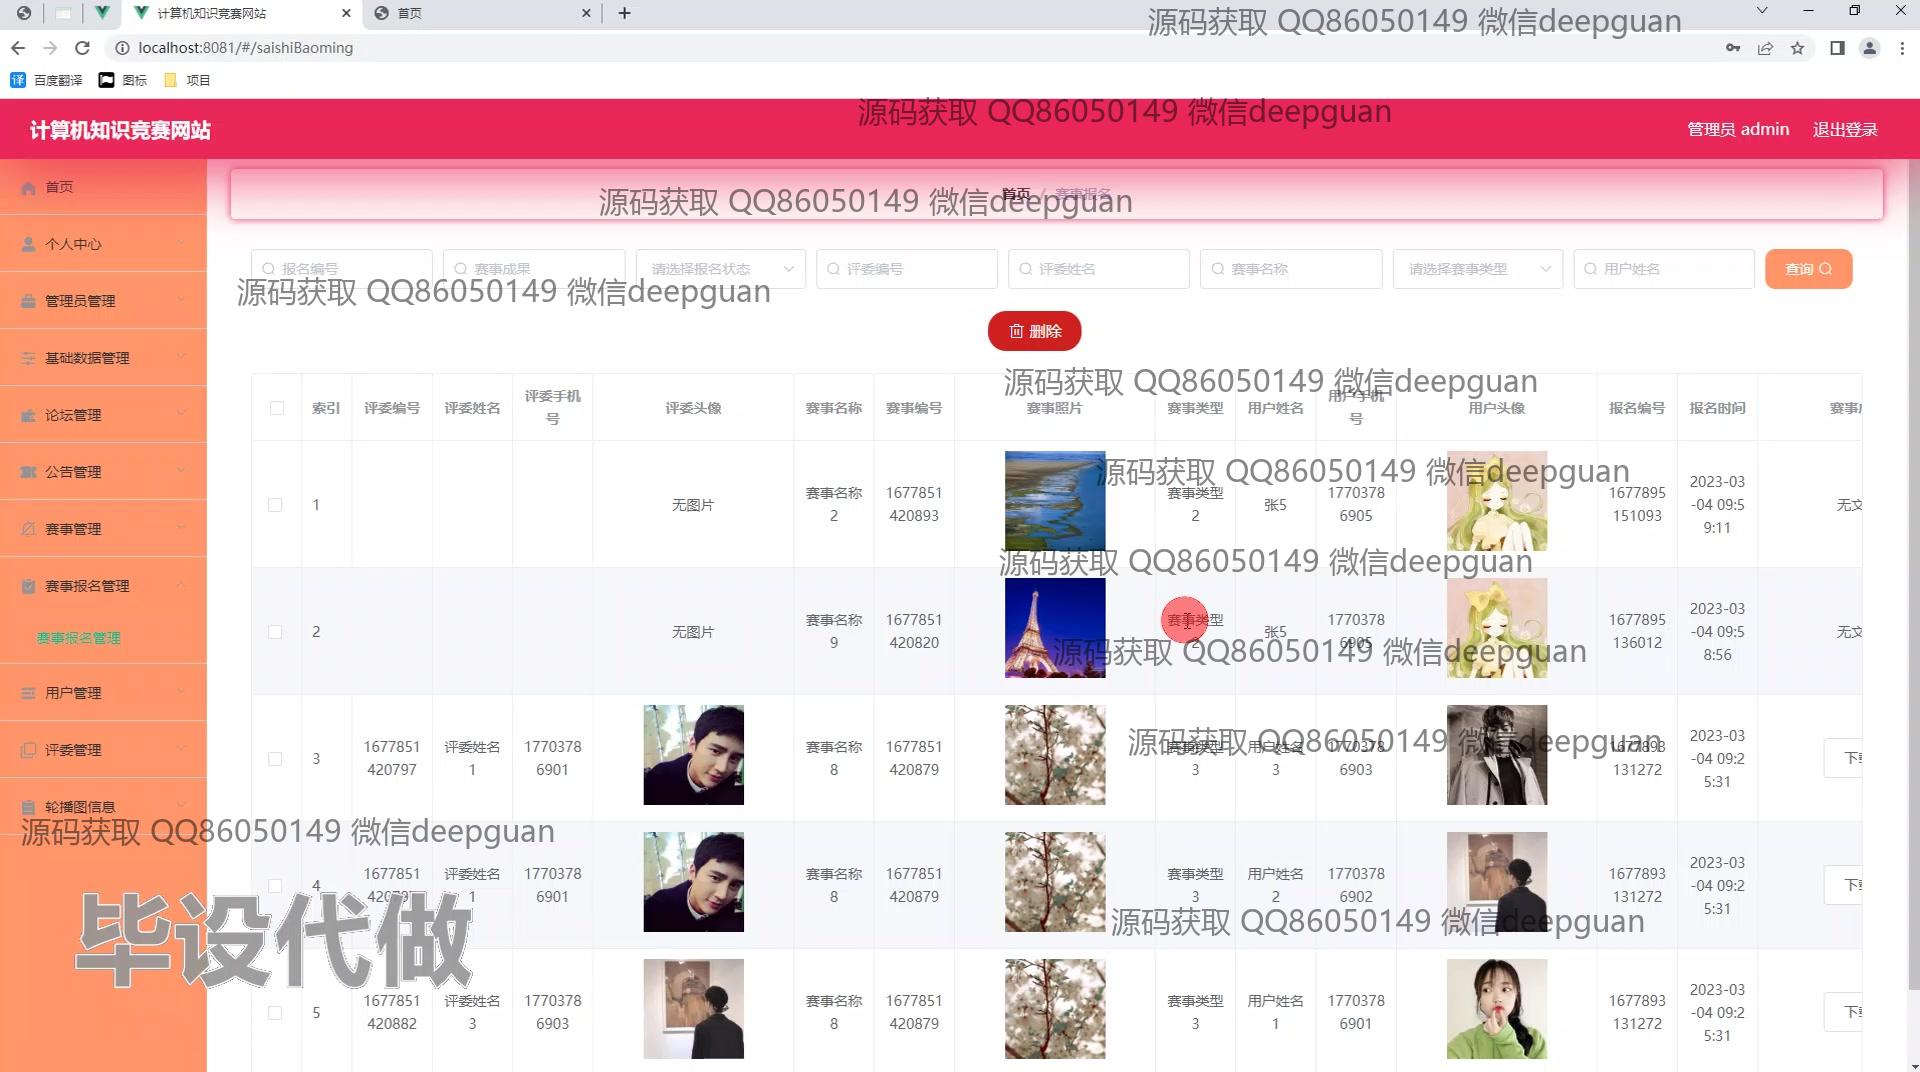 计算机知识竞赛网站
首页
源码获取 QQ86050149 微信deepguan
localhost:8081/#/saishiBaoming
百度翻译 图标 项目
源码获取 QQ86050149 微信deepguan
计算机知识竞赛网站
管理员 admin 退出登录
首页 / 赛事报名
源码获取 QQ86050149 微信deepguan
首页
个人中心
管理员管理
基础数据管理
论坛管理
公告管理
赛事管理
赛事报名管理
赛事报名管理
用户管理
评委管理
轮播图信息
报名编号 赛事成果 请选择报名状态 评委编号 评委姓名 赛事名称 请选择赛事类型 用户姓名 查询
源码获取 QQ86050149 微信deepguan
删除
源码获取 QQ86050149 微信deepguan
索引 评委编号 评委姓名 评委手机号 评委头像 赛事名称 赛事编号 赛事照片 赛事类型 用户姓名 用户手机号 用户头像 报名编号 报名时间 赛事
源码获取 QQ86050149 微信deepguan
1 无图片 赛事名称2 1677851420893 赛事类型2 张5 17703786905 1677895151093 2023-03-04 09:59:11 无文
源码获取 QQ86050149 微信deepguan
2 无图片 赛事名称9 1677851420820 赛事类型2 张5 17703786905 1677895136012 2023-03-04 09:58:56 无文
源码获取 QQ86050149 微信deepguan
3 1677851420797 评委姓名1 17703786901 赛事名称8 1677851420879 赛事类型3 用户姓名3 17703786903 1677893131272 2023-03-04 09:25:31 下
源码获取 QQ86050149 微信deepguan
源码获取 QQ86050149 微信deepguan
4 1677851420797 评委姓名1 17703786901 赛事名称8 1677851420879 赛事类型3 用户姓名2 17703786902 1677893131272 2023-03-04 09:25:31 下
源码获取 QQ86050149 微信deepguan
毕设代做
5 1677851420882 评委姓名3 17703786903 赛事名称8 1677851420879 赛事类型3 用户姓名1 17703786901 1677893131272 2023-03-04 09:25:31 下